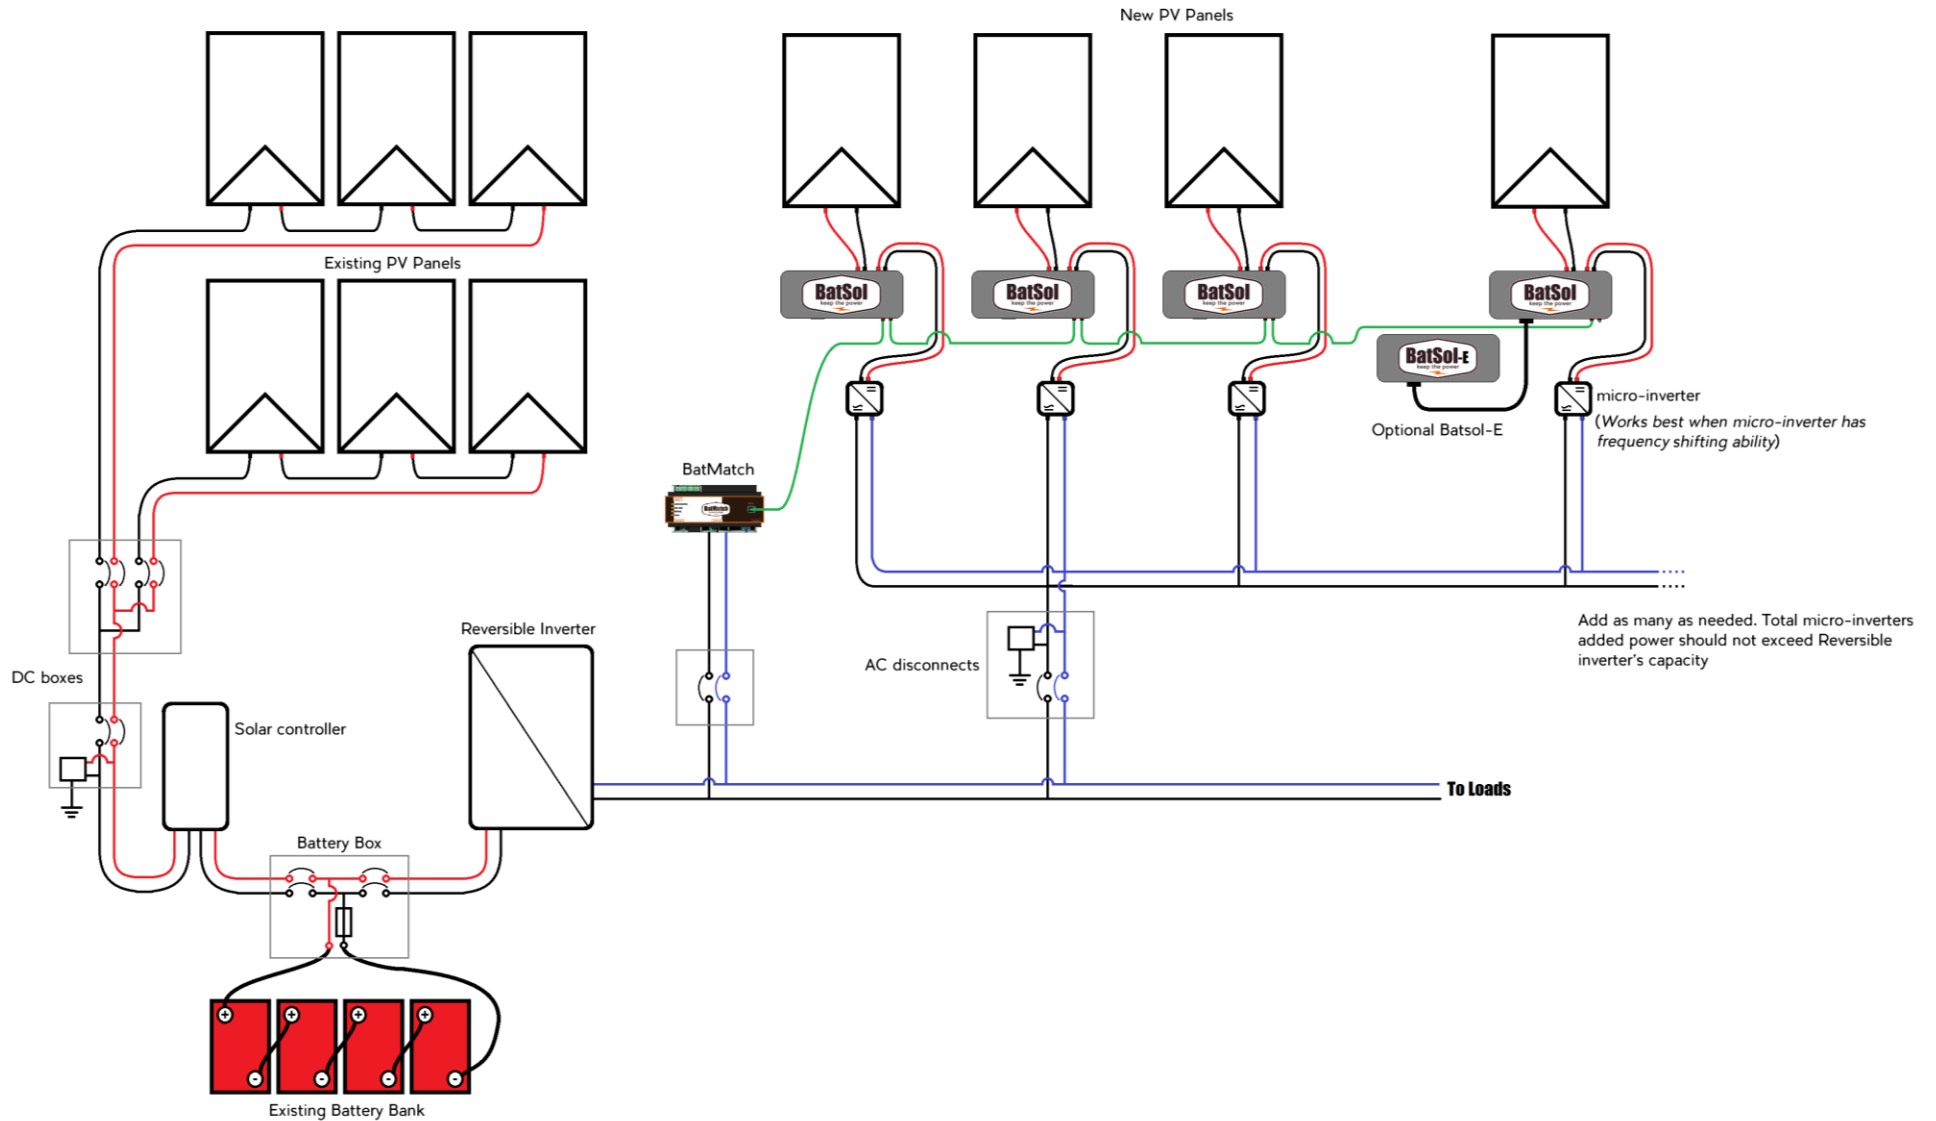 New PV Panels
Existing PV Panels
BatSol
keep the power
BatSol
keep the power
BatSol
keep the power
BatSol
keep the power
BatSol-E
keep the power
Optional Batsol-E
micro-inverter
(Works best when micro-inverter has
frequency shifting ability)
BatMatch
BatMatch
Add as many as needed. Total micro-inverters
added power should not exceed Reversible
inverter's capacity
Reversible Inverter
AC disconnects
DC boxes
Solar controller
To Loads
Battery Box
+
+
+
+
-
-
-
-
Existing Battery Bank